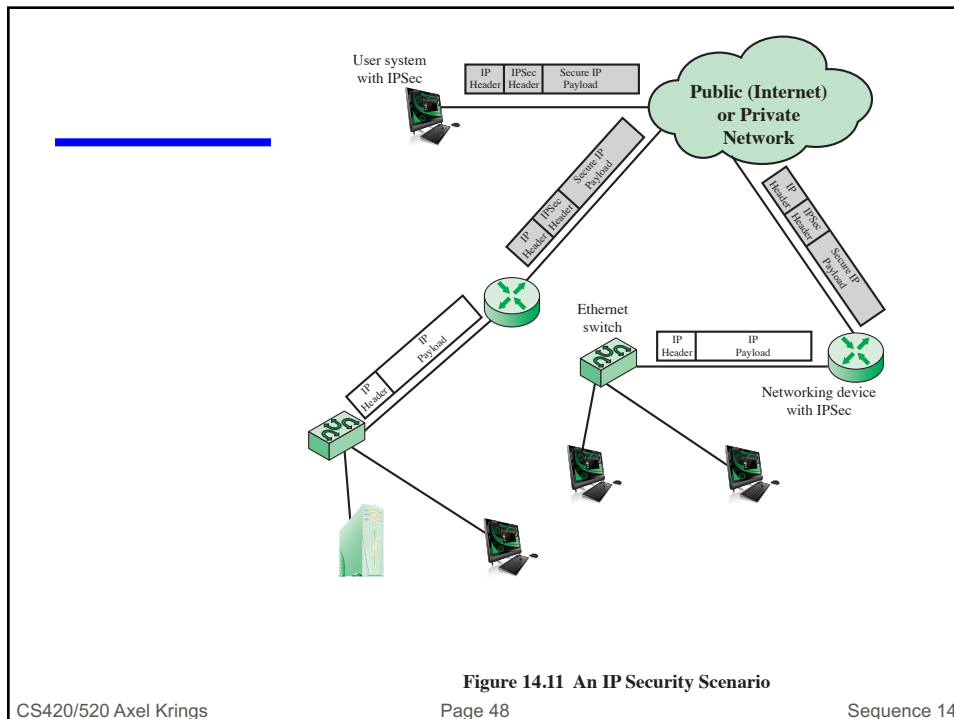 User system
with IPSec
IP
Header
IPSec
Header
Secure IP
Payload
Public (Internet)
or Private
Network
IP
Header
IPSec
Header
Secure IP
Payload
IP
Header
IPSec
Header
Secure IP
Payload
IP
Header
IP
Payload
Ethernet
switch
IP
Header
IP
Payload
Networking device
with IPSec
Figure 14.11 An IP Security Scenario
CS420/520 Axel Krings
Page 48
Sequence 14